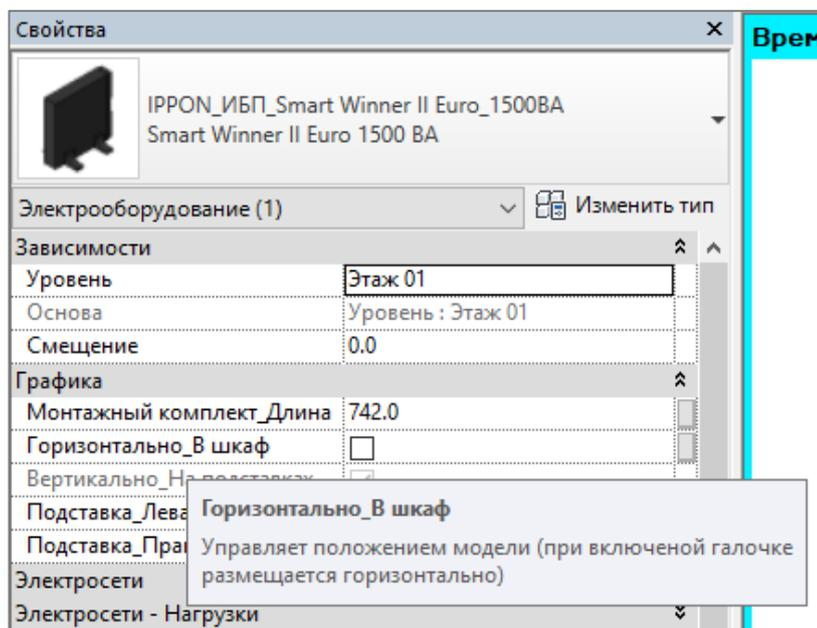 Свойства
Врем
IPPON_ИБП_Smart Winner II Euro_1500ВА
Smart Winner II Euro 1500 ВА
Электрооборудование (1)
Изменить тип
Зависимости
Уровень
Этаж 01
Основа
Уровень : Этаж 01
Смещение
0.0
Графика
Монтажный комплект_Длина
742.0
Горизонтально_В шкаф
Вертикально_На подставках
Подставка_Лева
Горизонтально_В шкаф
Подставка_Пра
Управляет положением модели (при включеной галочке
размещается горизонтально)
Электросети
Электросети - Нагрузки